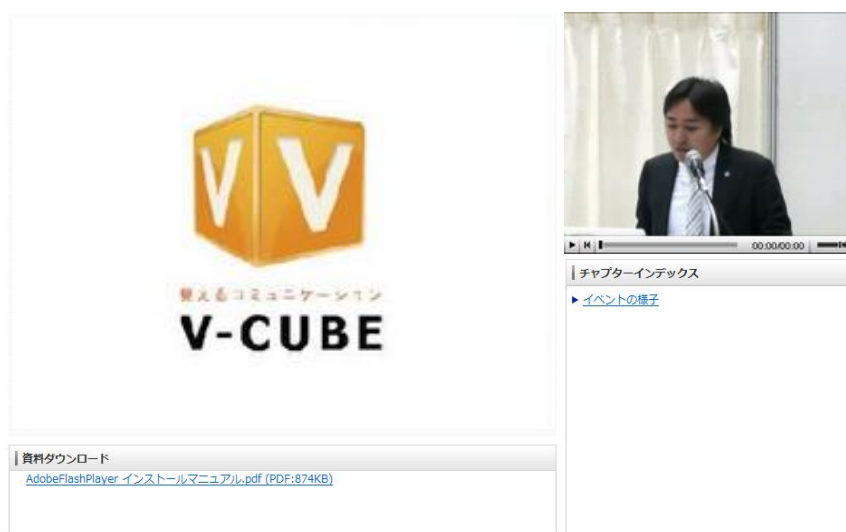 V V
見えるコミュニケーション
V-CUBE
00:00/00:00
チャプターインデックス
イベントの様子
資料ダウンロード
AdobeFlashPlayer インストールマニュアル.pdf (PDF:874KB)